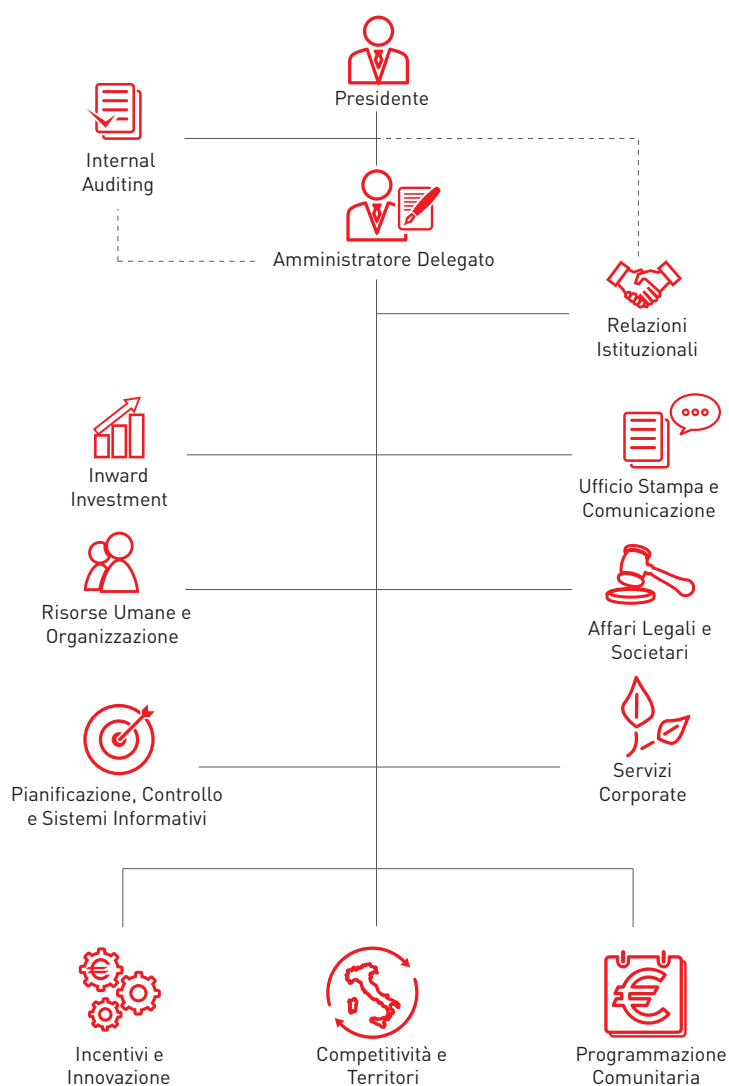 Presidente
Internal
Auditing
Amministratore Delegato
Relazioni
Istituzionali
Inward
Investment
Ufficio Stampa e
Comunicazione
Risorse Umane e
Organizzazione
Affari Legali e
Societari
Pianificazione, Controllo
e Sistemi Informativi
Servizi
Corporate
Incentivi e
Innovazione
Competitività e
Territori
Programmazione
Comunitaria